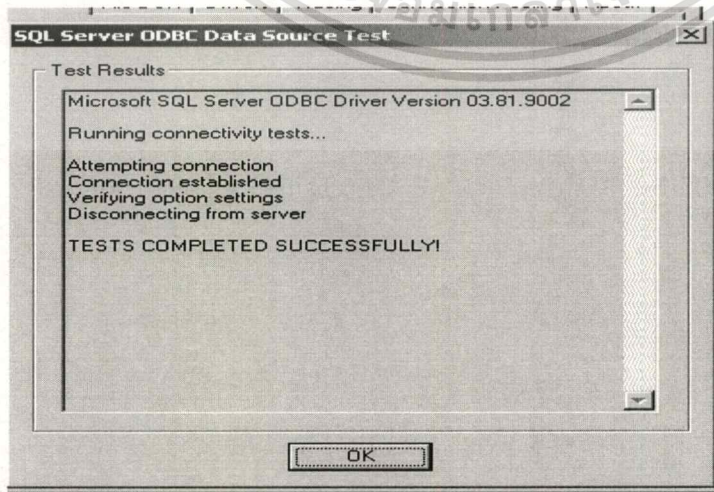 SQL Server ODBC Data Source Test
Test Results
Microsoft SQL Server ODBC Driver Version 03.81.9002
Running connectivity tests...
Attempting connection
Connection established
Verifying option settings
Disconnecting from server
TESTS COMPLETED SUCCESSFULLY!
OK